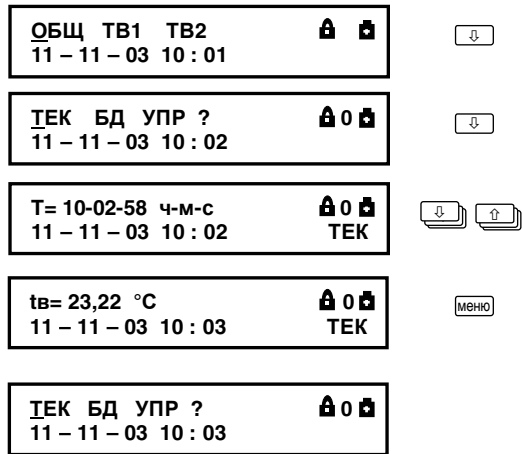 ОБЩ ТВ1 ТВ2
11 – 11 – 03 10 : 01
ТЕК БД УПР ? 0
11 – 11 – 03 10 : 02
Т= 10-02-58 ч-м-с 0
11 – 11 – 03 10 : 02 ТЕК
tв= 23,22 °С 0
11 – 11 – 03 10 : 03 ТЕК
меню
ТЕК БД УПР ? 0
11 – 11 – 03 10 : 03